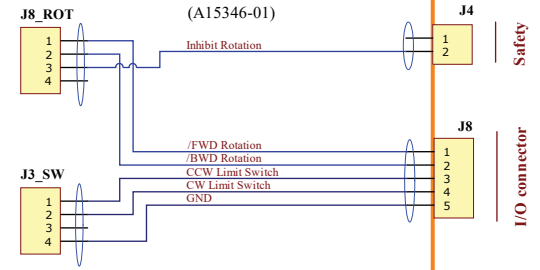 J8_ROT
(A15346-01)
J4
1
2
3
4
Inhibit Rotation
1
2
Safety
J8
/FWD Rotation
/BWD Rotation
CCW Limit Switch
CW Limit Switch
GND
1
2
3
4
5
I/O connector
J3_SW
1
2
3
4